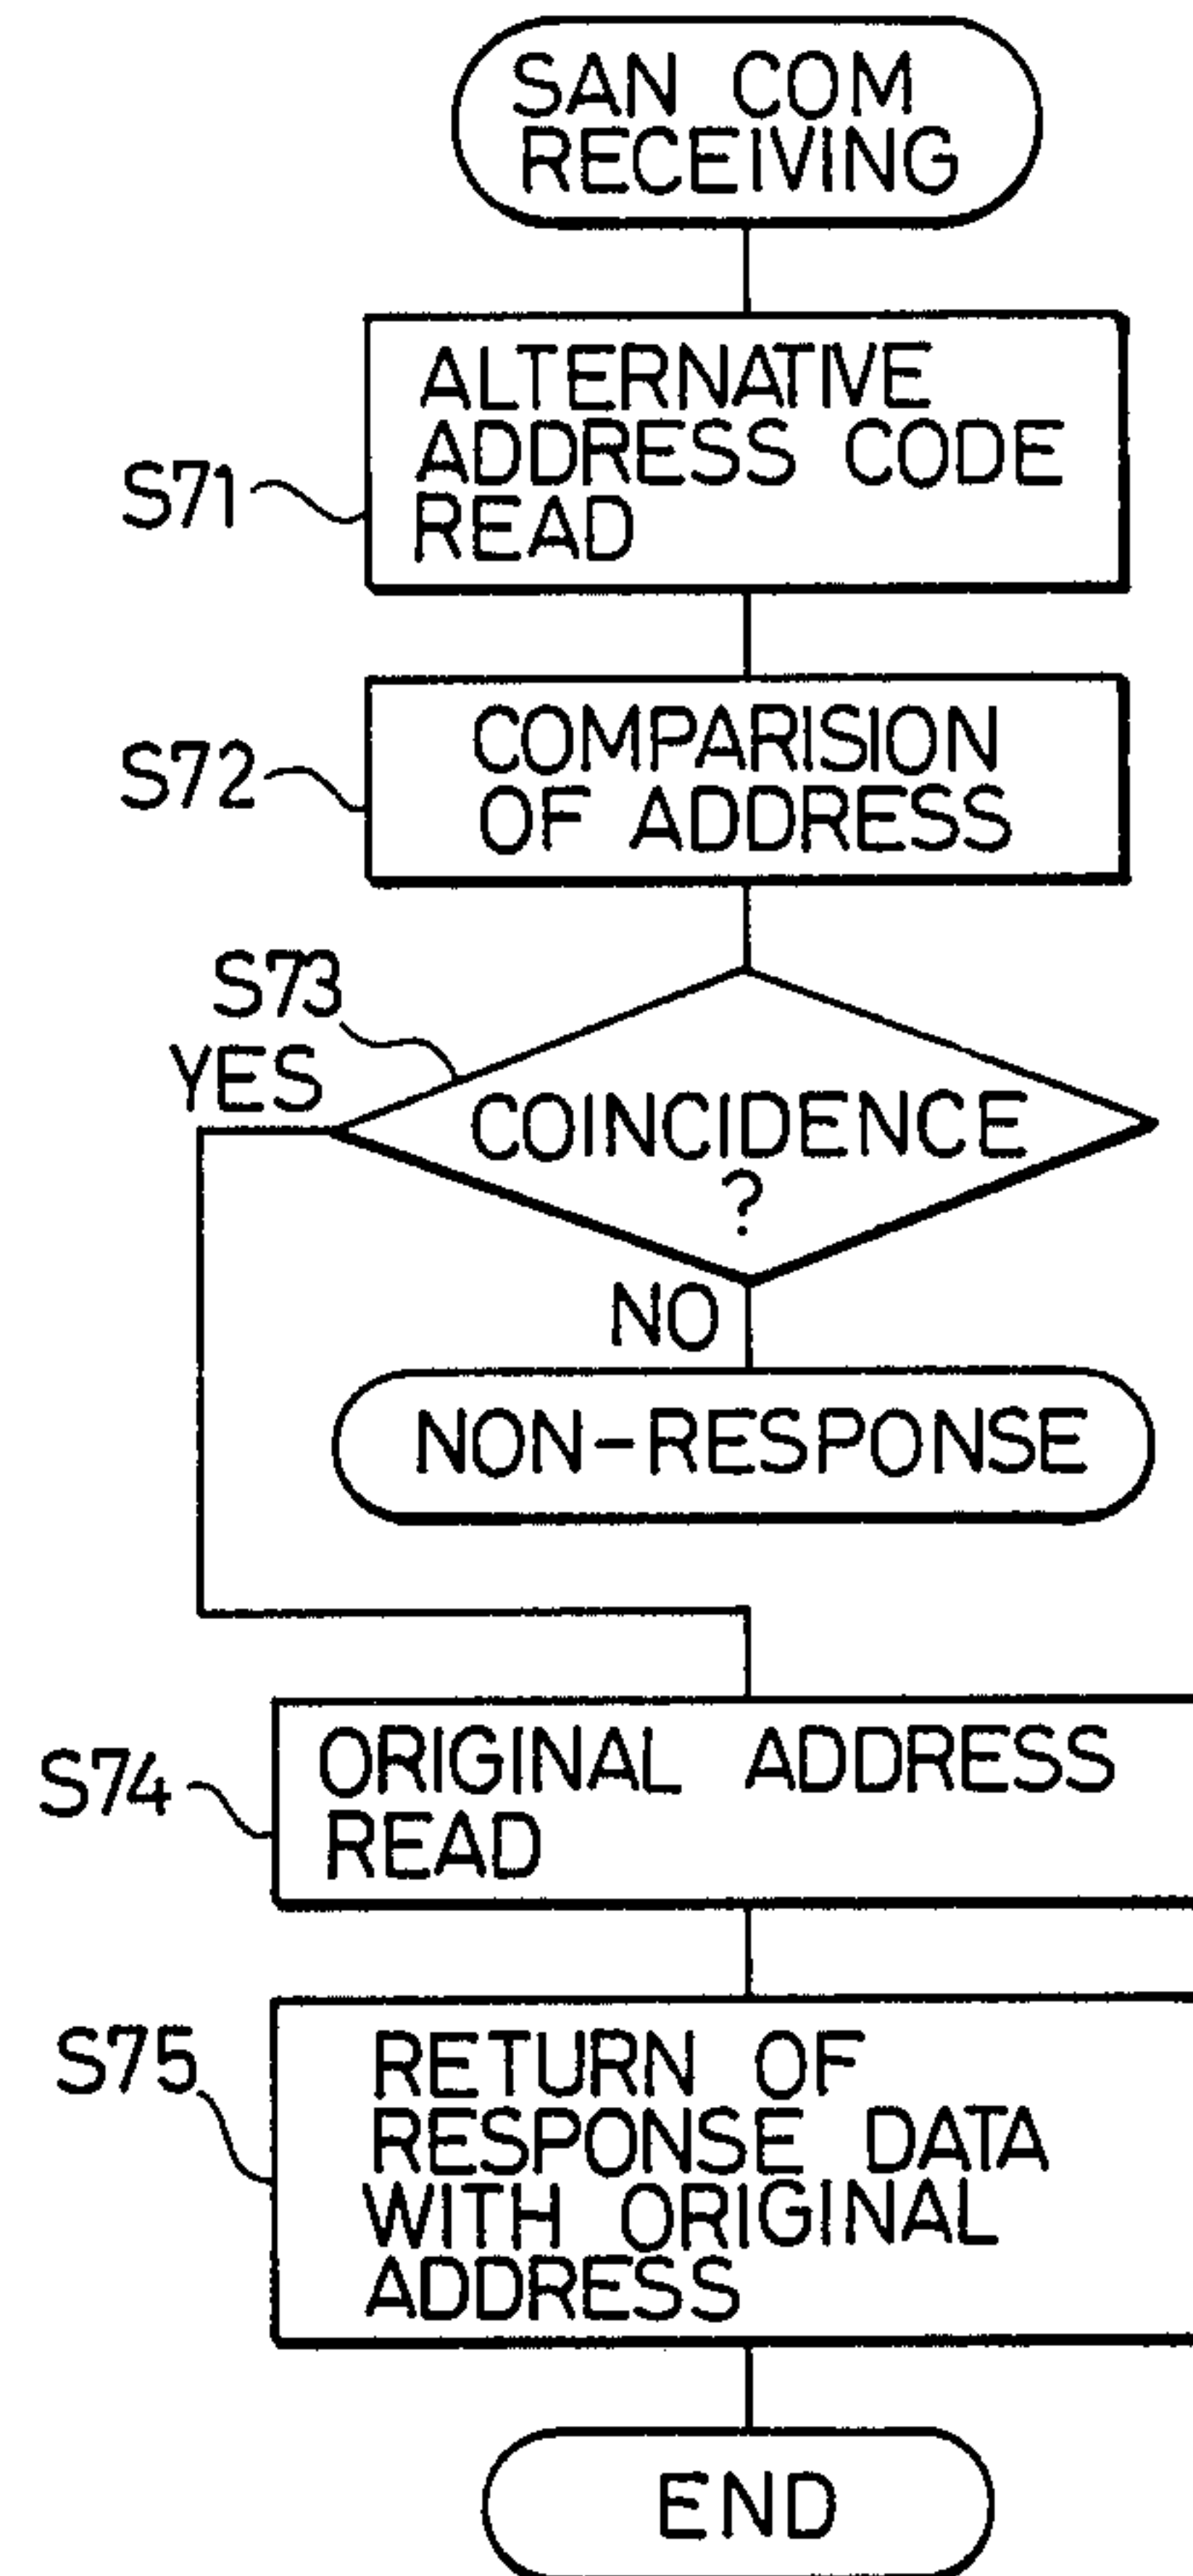 SAN COM
RECEIVING
S71
ALTERNATIVE
ADDRESS CODE
READ
S72
COMPARISION
OF ADDRESS
S73
YES
COINCIDENCE
?
NO
NON-RESPONSE
S74
ORIGINAL ADDRESS
READ
S75
RETURN OF
RESPONSE DATA
WITH ORIGINAL
ADDRESS
END